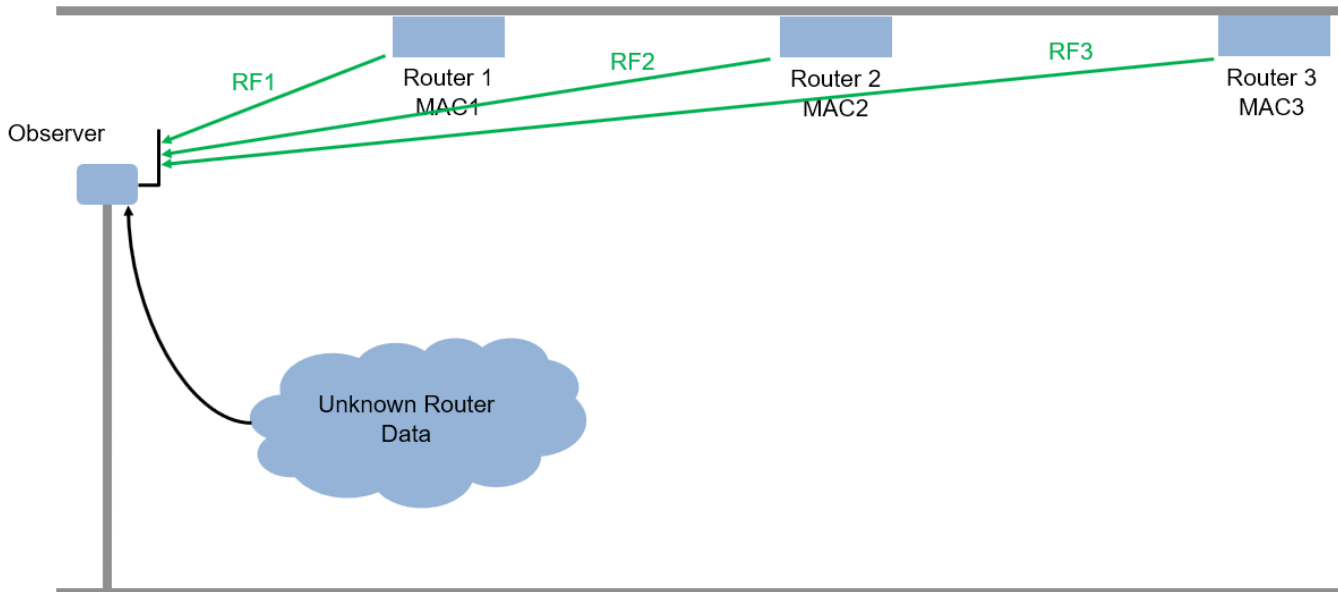 RF1
RF2
RF3
Router 1
MAC1
Router 2
MAC2
Router 3
MAC3
Observer
Unknown Router
Data